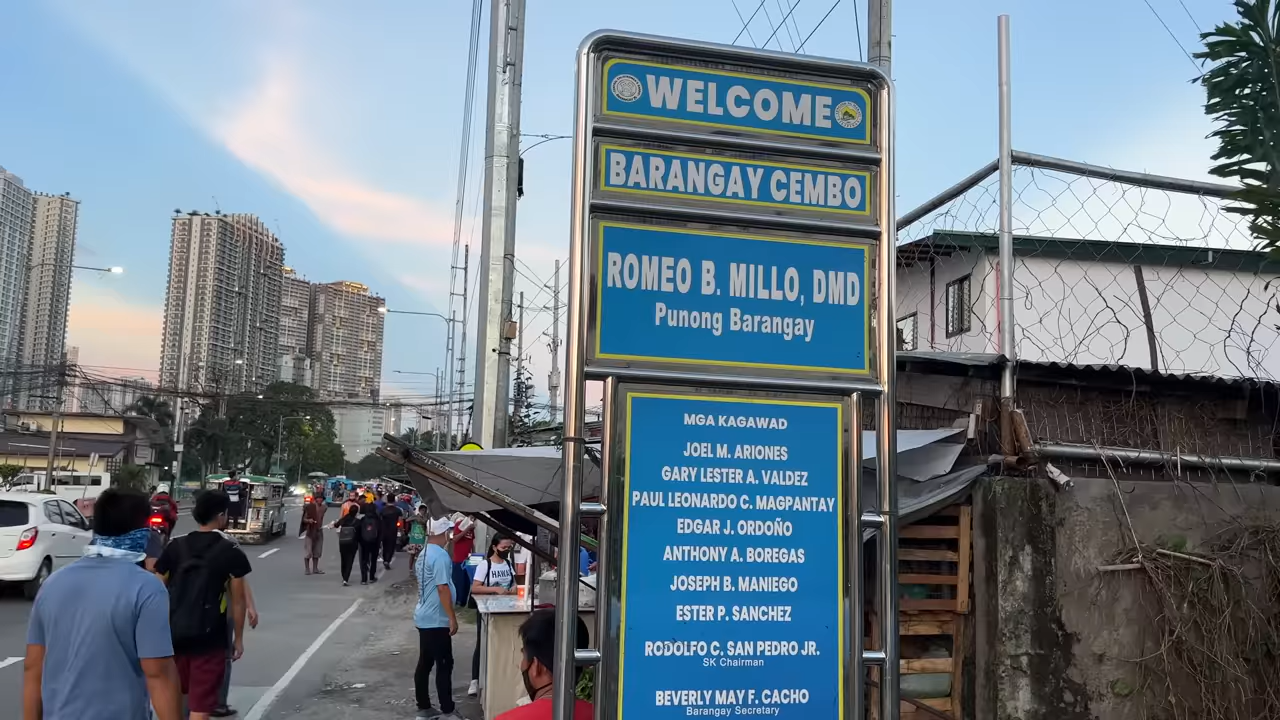 WELCOME
BARANGAY CEMBO
ROMEO B. MILLO, DMD
Punong Barangay
MGA KAGAWAD
JOEL M. ARIONES
GARY LESTER A. VALDEZ
PAUL LEONARDO C. MAGPANTAY
EDGAR J. ORDOÑO
ANTHONY A. BOREGAS
JOSEPH B. MANIEGO
ESTER P. SANCHEZ
RODOLFO C. SAN PEDRO JR.
SK Chairman
BEVERLY MAY F. CACHO
Barangay Secretary
HAWAI